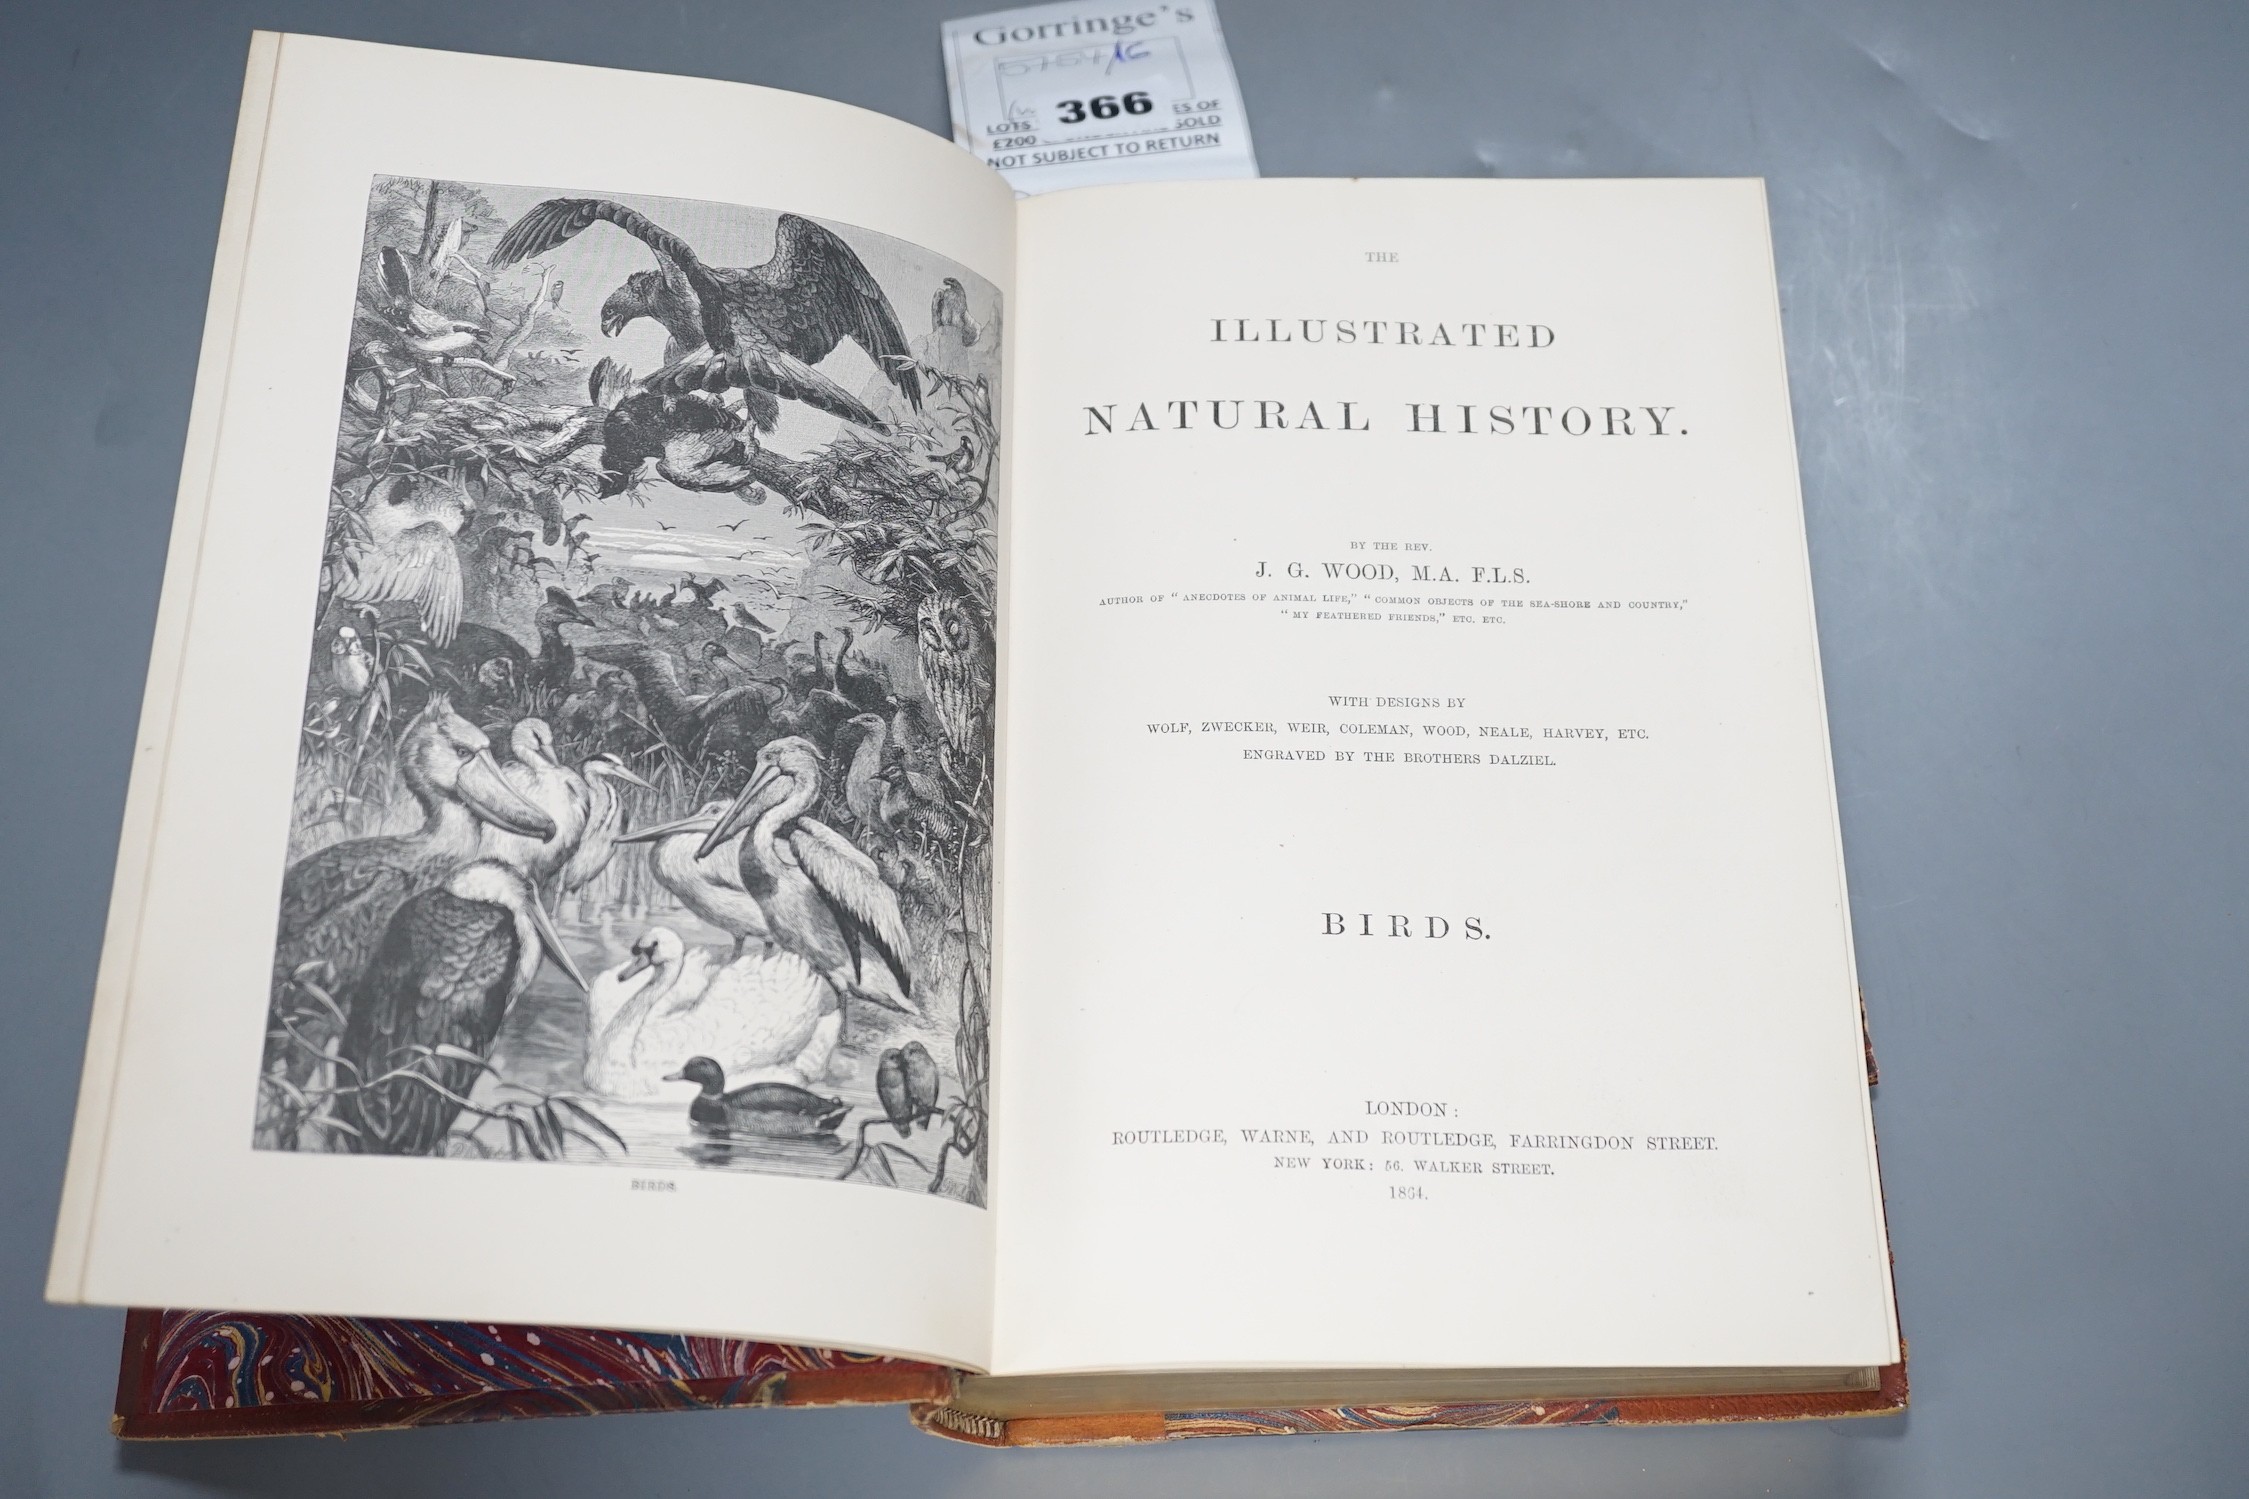 Gorringe's
5754/16
366
LOTS ES OF
£200 SOLD
NOT SUBJECT TO RETURN
BIRDS.
THE
ILLUSTRATED
NATURAL HISTORY.
BY THE REV.
J. G. WOOD, M.A. F.L.S.
AUTHOR OF "ANECDOTES OF ANIMAL LIFE," "COMMON OBJECTS OF THE SEA-SHORE AND COUNTRY,"
"MY FEATHERED FRIENDS," ETC. ETC.
WITH DESIGNS BY
WOLF, ZWECKER, WEIR, COLEMAN, WOOD, NEALE, HARVEY, ETC.
ENGRAVED BY THE BROTHERS DALZIEL.
BIRDS.
LONDON:
ROUTLEDGE, WARNE, AND ROUTLEDGE, FARRINGDON STREET.
NEW YORK: 56. WALKER STREET.
1864.